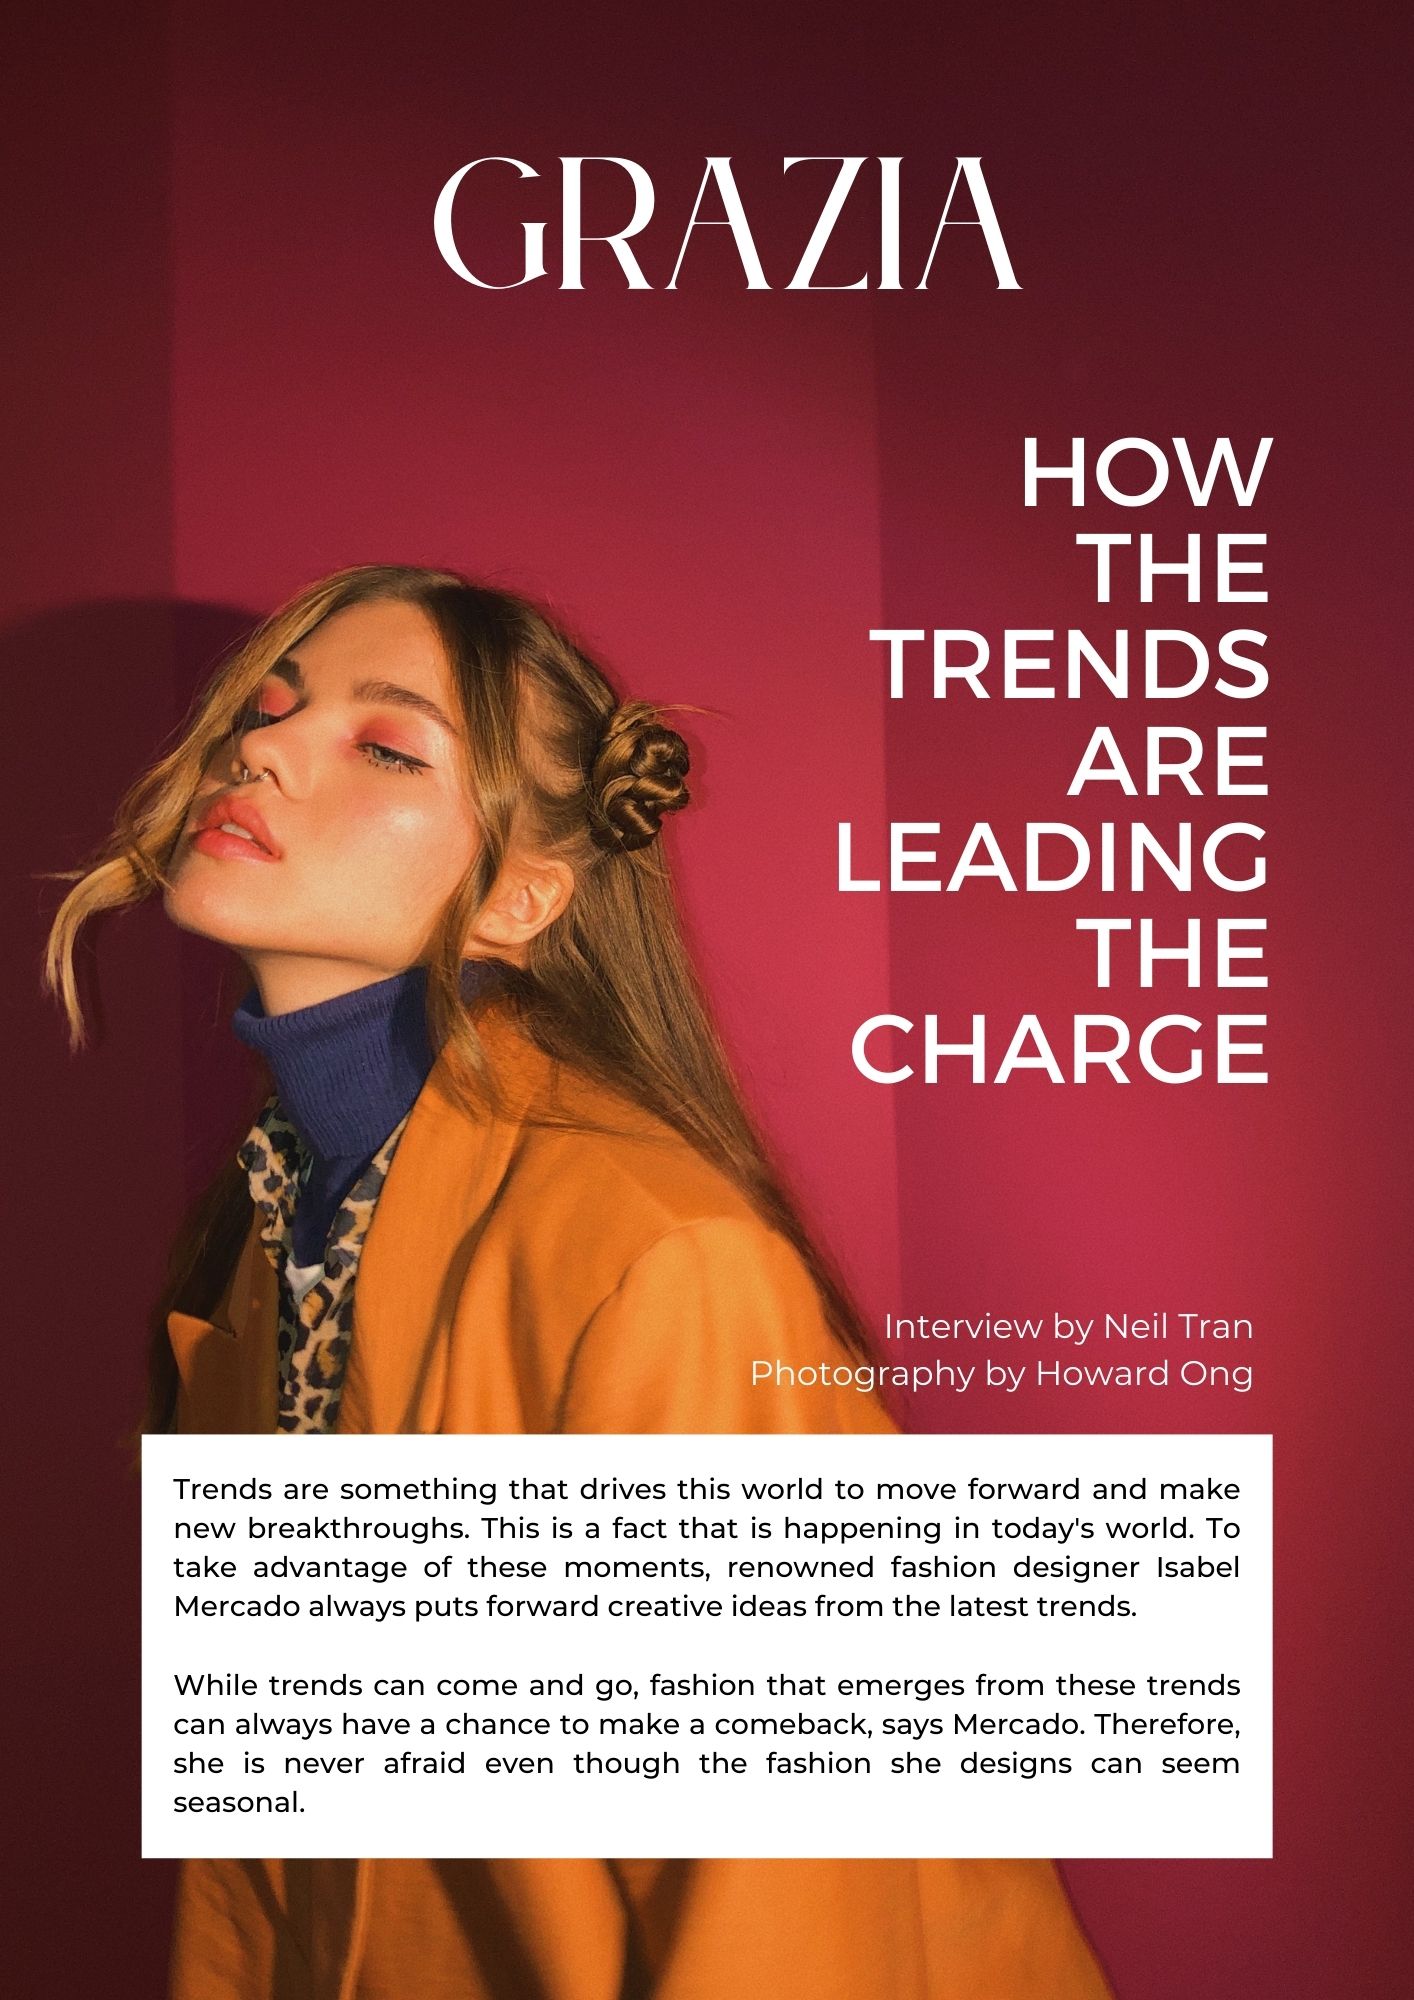 GRAZIA
HOW
THE
TRENDS
ARE
LEADING
THE
CHARGE
Interview by Neil Tran
Photography by Howard Ong
Trends are something that drives this world to move forward and make
new breakthroughs. This is a fact that is happening in today's world. To
take advantage of these moments, renowned fashion designer Isabel
Mercado always puts forward creative ideas from the latest trends.
While trends can come and go, fashion that emerges from these trends
can always have a chance to make a comeback, says Mercado. Therefore,
she is never afraid even though the fashion she designs can seem
seasonal.